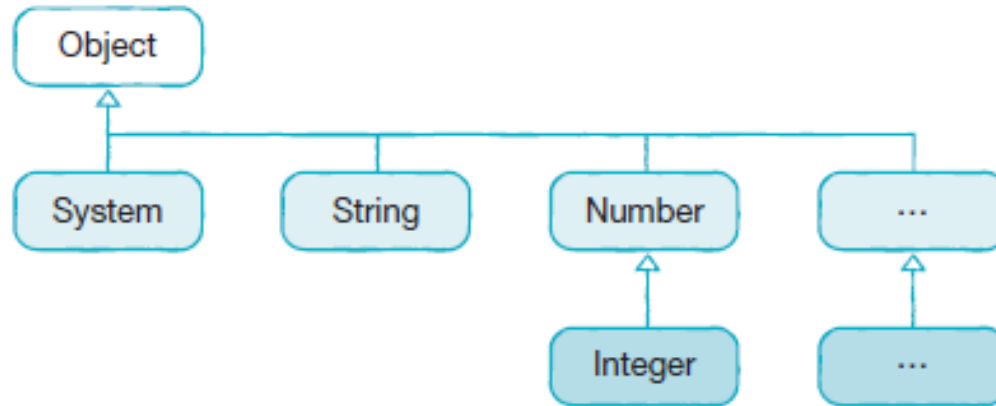 Object
System
String
Number
...
Integer
...